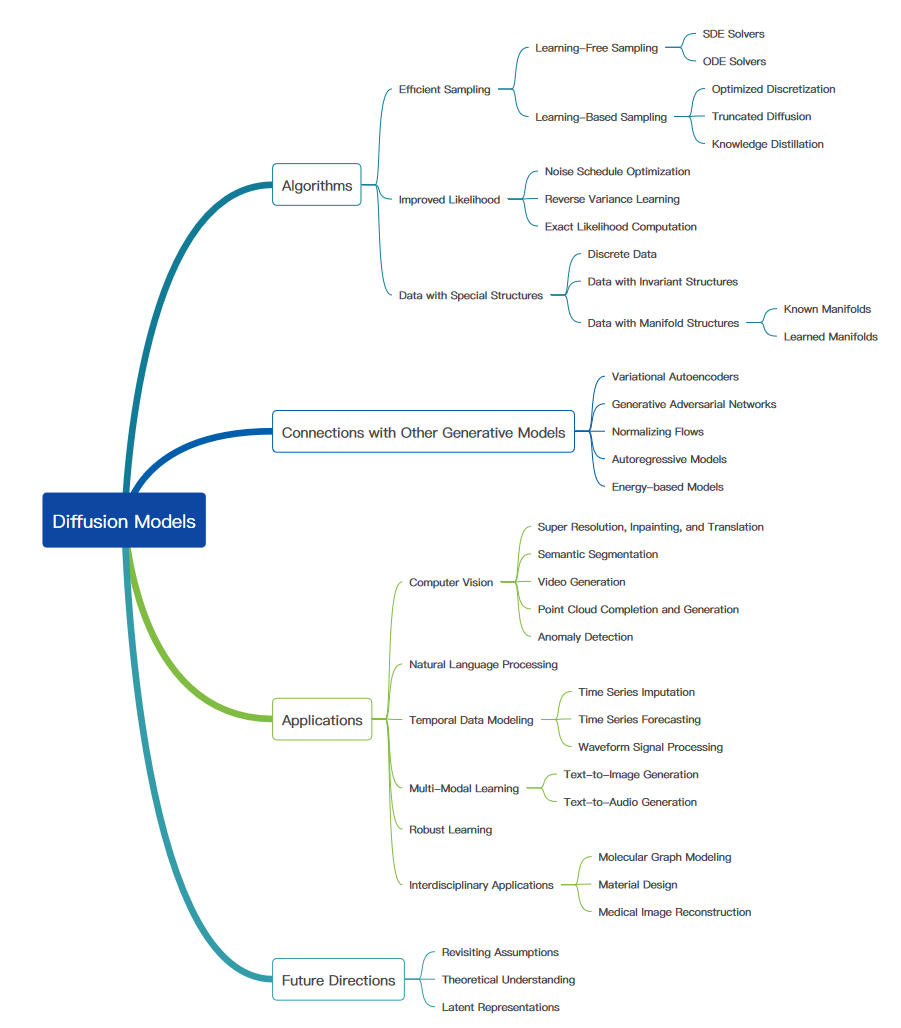 Diffusion Models
Algorithms
Efficient Sampling
Learning-Free Sampling
SDE Solvers
ODE Solvers
Learning-Based Sampling
Optimized Discretization
Truncated Diffusion
Knowledge Distillation
Improved Likelihood
Noise Schedule Optimization
Reverse Variance Learning
Exact Likelihood Computation
Data with Special Structures
Discrete Data
Data with Invariant Structures
Data with Manifold Structures
Known Manifolds
Learned Manifolds
Connections with Other Generative Models
Variational Autoencoders
Generative Adversarial Networks
Normalizing Flows
Autoregressive Models
Energy-based Models
Applications
Computer Vision
Super Resolution, Inpainting, and Translation
Semantic Segmentation
Video Generation
Point Cloud Completion and Generation
Anomaly Detection
Natural Language Processing
Temporal Data Modeling
Time Series Imputation
Time Series Forecasting
Waveform Signal Processing
Multi-Modal Learning
Text-to-Image Generation
Text-to-Audio Generation
Robust Learning
Interdisciplinary Applications
Molecular Graph Modeling
Material Design
Medical Image Reconstruction
Future Directions
Revisiting Assumptions
Theoretical Understanding
Latent Representations